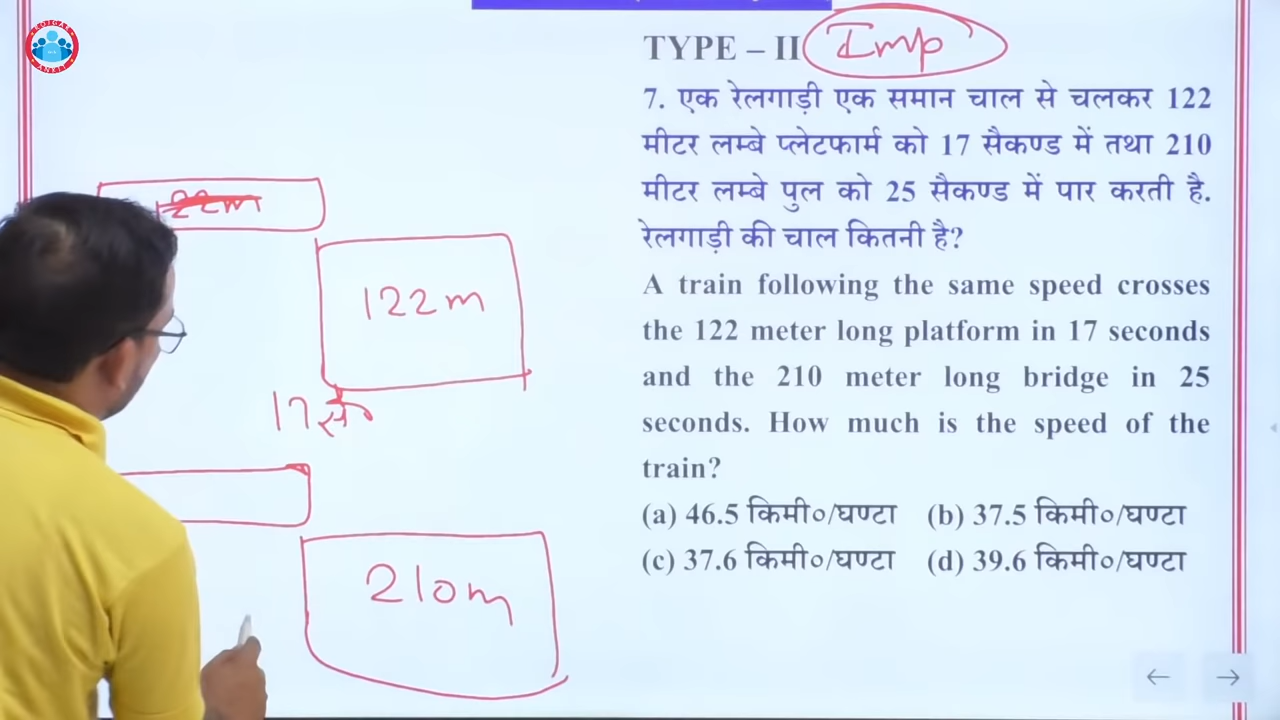 TYPE – II Imp
7. एक रेलगाड़ी एक समान चाल से चलकर 122
मीटर लम्बे प्लेटफार्म को 17 सैकण्ड में तथा 210
मीटर लम्बे पुल को 25 सैकण्ड में पार करती है.
रेलगाड़ी की चाल कितनी है?
A train following the same speed crosses
the 122 meter long platform in 17 seconds
and the 210 meter long bridge in 25
seconds. How much is the speed of the
train?
(a) 46.5 किमी०/घण्टा (b) 37.5 किमी०/घण्टा
(c) 37.6 किमी०/घण्टा (d) 39.6 किमी०/घण्टा
122m
122m
17 से
210m